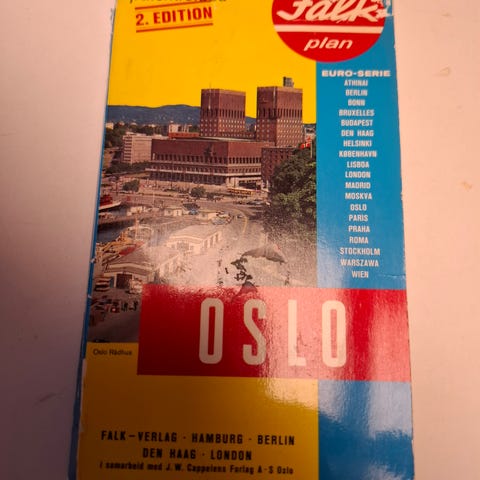 2. EDITION
Falk
plan
EURO-SERIE
ATHINAI
BERLIN
BONN
BRUXELLES
BUDAPEST
DEN HAAG
HELSINKI
KØBENHAVN
LISBOA
LONDON
MADRID
MOSKVA
OSLO
PARIS
PRAHA
ROMA
STOCKHOLM
WARSZAWA
WIEN
OSLO
Oslo Rådhus
FALK-VERLAG · HAMBURG · BERLIN
DEN HAAG · LONDON
i samarbeid med J. W. Cappelens Forlag A-S Oslo